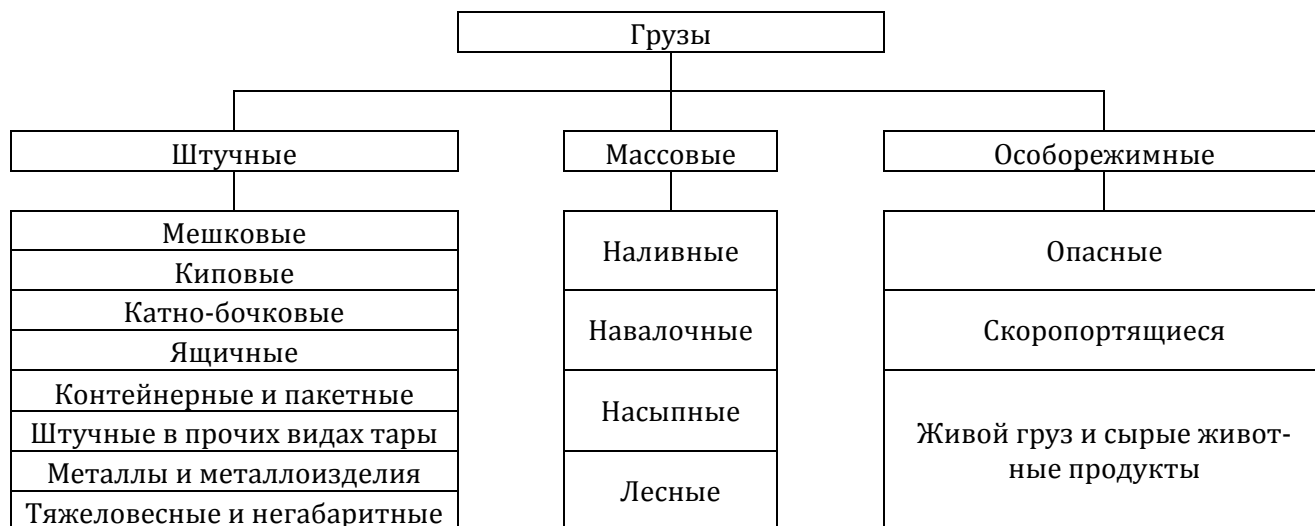 Грузы
Штучные
Массовые
Особорежимные
Мешковые
Киповые
Катно-бочковые
Ящичные
Контейнерные и пакетные
Штучные в прочих видах тары
Металлы и металлоизделия
Тяжеловесные и негабаритные
Наливные
Навалочные
Насыпные
Лесные
Опасные
Скоропортящиеся
Живой груз и сырые живот-
ные продукты